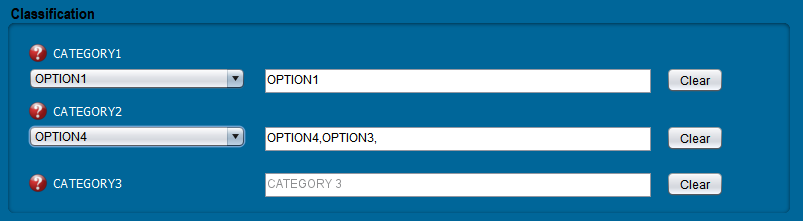 Classification
? CATEGORY1
OPTION1 OPTION1 Clear
? CATEGORY2
OPTION4 OPTION4,OPTION3, Clear
? CATEGORY3 CATEGORY 3 Clear